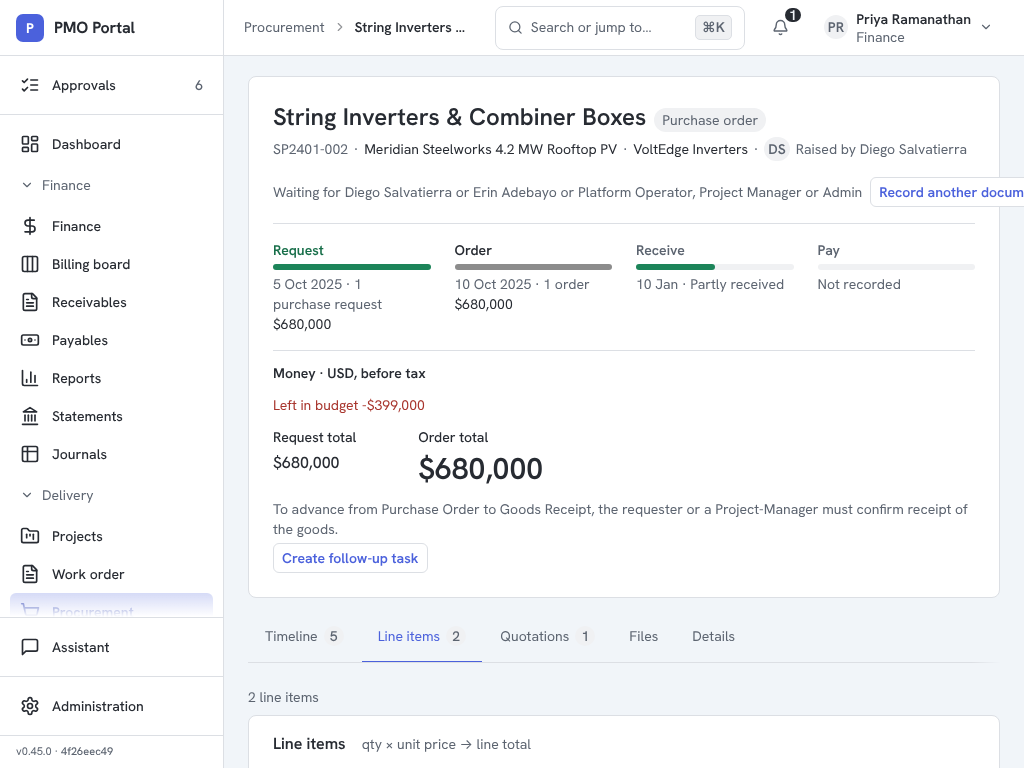 P PMO Portal
Procurement > String Inverters ...
Search or jump to... ⌘K
1
PR Priya Ramanathan
Finance
Approvals 6
Dashboard
Finance
Finance
Billing board
Receivables
Payables
Reports
Statements
Journals
Delivery
Projects
Work order
Procurement
Assistant
Administration
v0.45.0 · 4f26eec49
String Inverters & Combiner Boxes Purchase order
SP2401-002 · Meridian Steelworks 4.2 MW Rooftop PV · VoltEdge Inverters · DS Raised by Diego Salvatierra
Waiting for Diego Salvatierra or Erin Adebayo or Platform Operator, Project Manager or Admin Record another docum
Request Order Receive Pay
5 Oct 2025 · 1 10 Oct 2025 · 1 order 10 Jan · Partly received Not recorded
purchase request $680,000
$680,000
Money · USD, before tax
Left in budget -$399,000
Request total Order total
$680,000 $680,000
To advance from Purchase Order to Goods Receipt, the requester or a Project-Manager must confirm receipt of
the goods.
Create follow-up task
Timeline 5 Line items 2 Quotations 1 Files Details
2 line items
Line items qty × unit price → line total